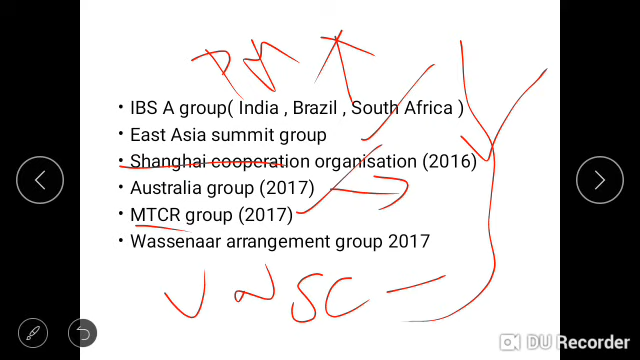 • IBS A group( India , Brazil , South Africa )
• East Asia summit group
• Shanghai cooperation organisation (2016)
• Australia group (2017)
• MTCR group (2017)
• Wassenaar arrangement group 2017
UNSC
DU Recorder